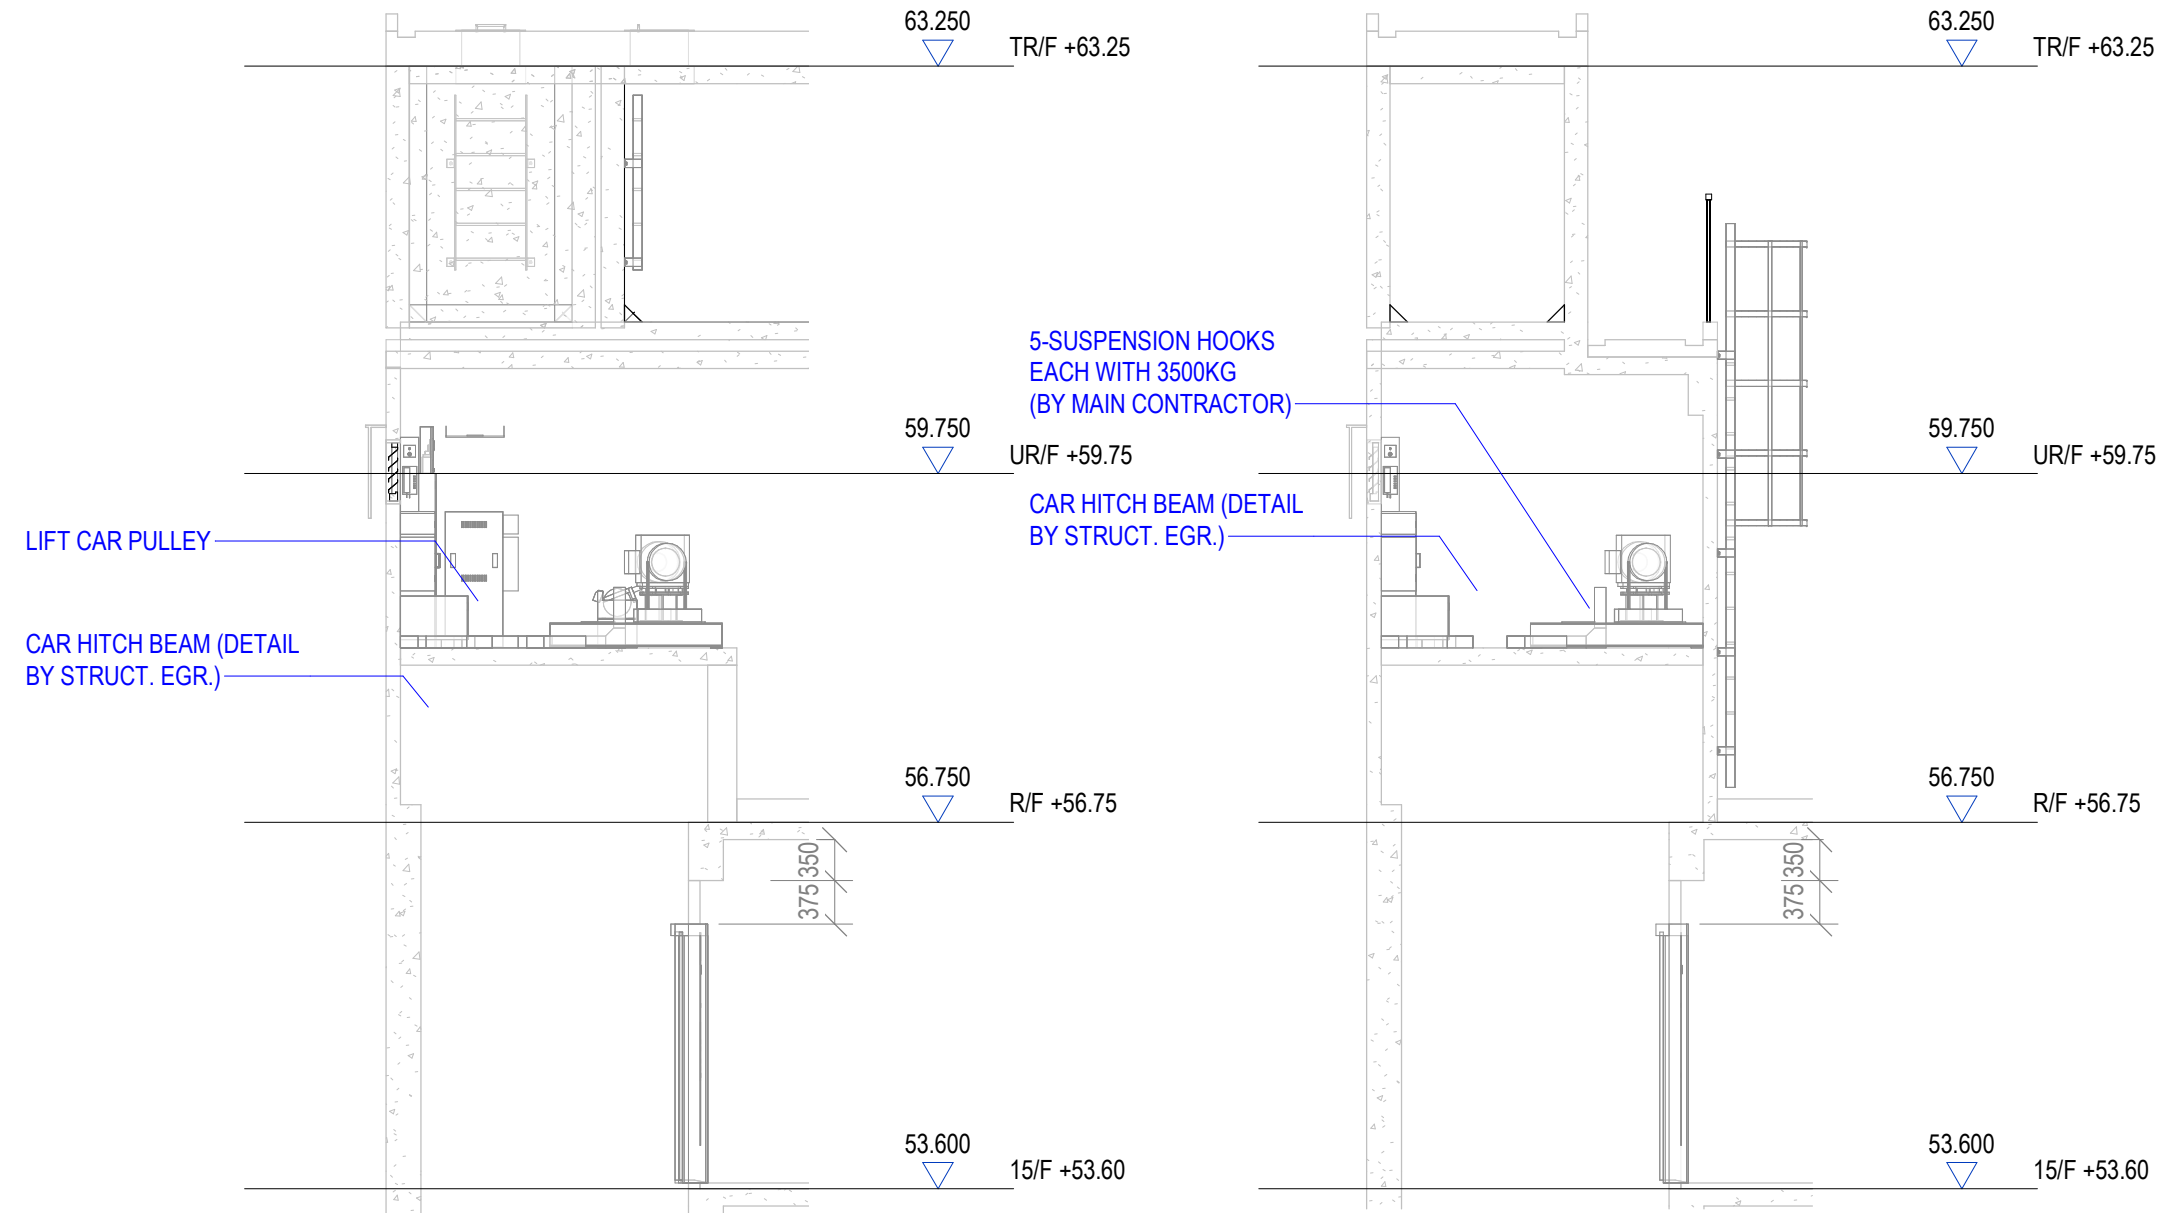 63.250
TR/F +63.25
63.250
TR/F +63.25
5-SUSPENSION HOOKS
EACH WITH 3500KG
(BY MAIN CONTRACTOR)
59.750
UR/F +59.75
59.750
UR/F +59.75
CAR HITCH BEAM (DETAIL
BY STRUCT. EGR.)
LIFT CAR PULLEY
CAR HITCH BEAM (DETAIL
BY STRUCT. EGR.)
56.750
R/F +56.75
56.750
R/F +56.75
350
375
350
375
53.600
15/F +53.60
53.600
15/F +53.60